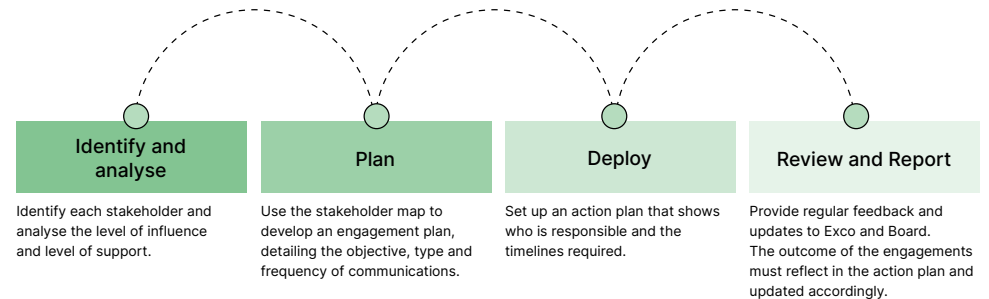 Identify and
analyse
Identify each stakeholder and
analyse the level of influence
and level of support.
Plan
Use the stakeholder map to
develop an engagement plan,
detailing the objective, type and
frequency of communications.
Deploy
Set up an action plan that shows
who is responsible and the
timelines required.
Review and Report
Provide regular feedback and
updates to Exco and Board.
The outcome of the engagements
must reflect in the action plan and
updated accordingly.